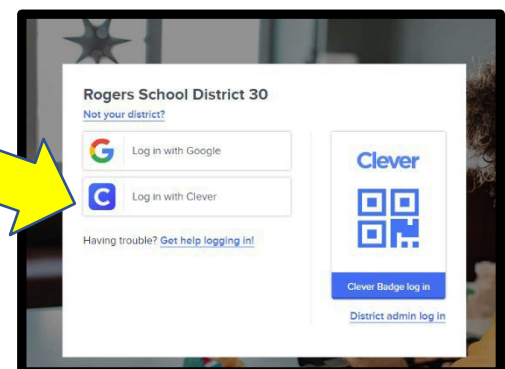 Rogers School District 30
Not your district?
Log in with Google
C
Log in with Clever
Having trouble? Get help logging in!
Clever
Clever Badge log in
District admin log in